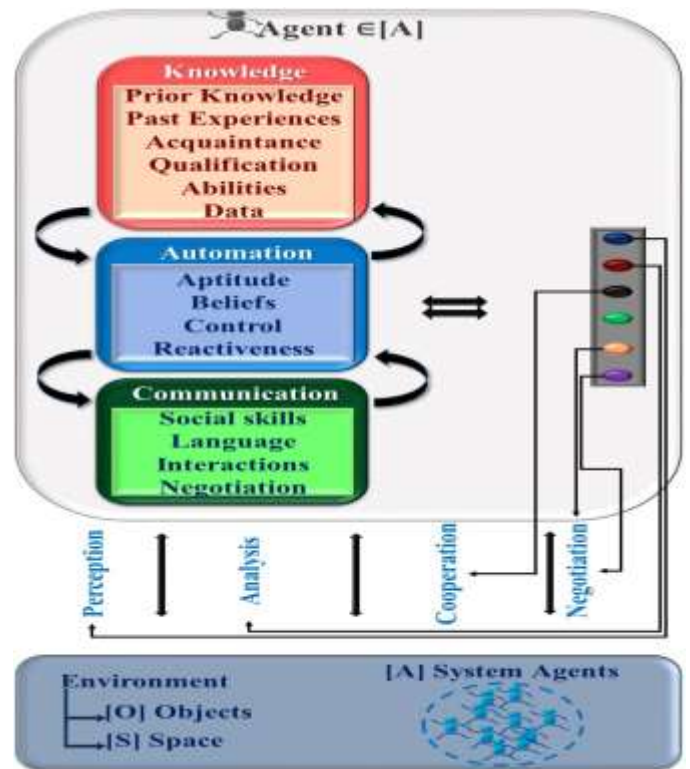 Agent ∈[A]
Knowledge
Prior Knowledge
Past Experiences
Acquaintance
Qualification
Abilities
Data
Automation
Aptitude
Beliefs
Control
Reactiveness
Communication
Social skills
Language
Interactions
Negotiation
Perception
Analysis
Cooperation
Negotiation
Environment
[O] Objects
[S] Space
[A] System Agents